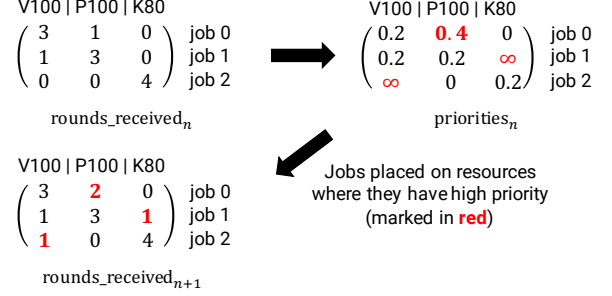 V100 | P100 | K80
3 1 0 job 0
1 3 0 job 1
0 0 4 job 2
rounds_received_n
V100 | P100 | K80
0.2 0.4 0 job 0
0.2 0.2 ∞ job 1
∞ 0 0.2 job 2
priorities_n
V100 | P100 | K80
3 2 0 job 0
1 3 1 job 1
1 0 4 job 2
rounds_received_{n+1}
Jobs placed on resources
where they have high priority
(marked in red)